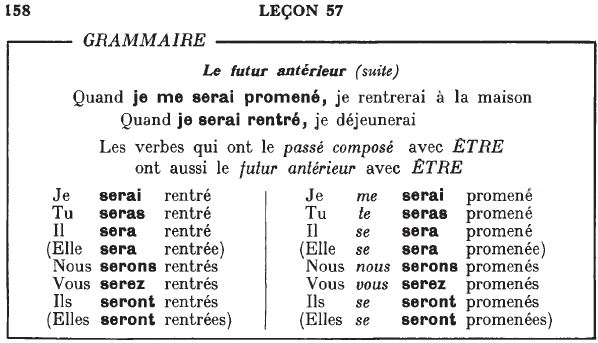 158 LEÇON 57
GRAMMAIRE
Le futur antérieur (suite)
Quand je me serai promené, je rentrerai à la maison
Quand je serai rentré, je déjeunerai
Les verbes qui ont le passé composé avec ÊTRE
ont aussi le futur antérieur avec ÊTRE
Je serai rentré
Tu seras rentré
Il sera rentré
(Elle sera rentrée)
Nous serons rentrés
Vous serez rentrés
Ils seront rentrés
(Elles seront rentrées)
Je me serai promené
Tu te seras promené
Il se sera promené
(Elle se sera promenée)
Nous nous serons promenés
Vous vous serez promenés
Ils se seront promenés
(Elles se seront promenées)